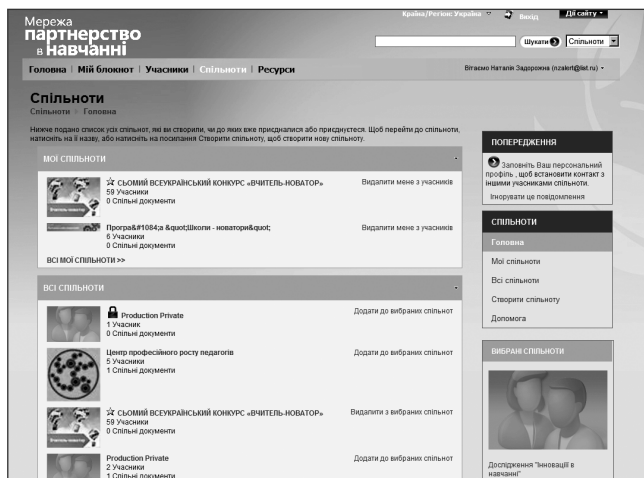 Країна/Регіон: Україна
Вихід
Дії сайту
Мережа
партнерство
в навчанні
Шукати
Спільноти
Головна | Мій блокнот | Учасники | Спільноти | Ресурси
Вітаємо Наталія Задорожна (nzalert@list.ru)
Спільноти
Спільноти > Головна
Нижче подано список усіх спільнот, які ви створили, чи до яких вже приєдналися або приєднуєтеся. Щоб перейти до спільноти,
натисніть на її назву, або натисніть на посилання Створити спільноту, щоб створити нову спільноту.
МОЇ СПІЛЬНОТИ
СЬОМИЙ ВСЕУКРАЇНСЬКИЙ КОНКУРС «ВЧИТЕЛЬ-НОВАТОР»
Видалити мене з учасників
59 Учасники
0 Спільні документи
Програ&#1084;а &quot;Школи - новатори&quot;
Видалити мене з учасників
6 Учасники
0 Спільні документи
ВСІ МОЇ СПІЛЬНОТИ >>
ВСІ СПІЛЬНОТИ
Production Private
Додати до вибраних спільнот
1 Учасник
0 Спільні документи
Центр професійного росту педагогів
Додати до вибраних спільнот
5 Учасники
1 Спільні документи
СЬОМИЙ ВСЕУКРАЇНСЬКИЙ КОНКУРС «ВЧИТЕЛЬ-НОВАТОР»
Видалити з вибраних спільнот
59 Учасники
0 Спільні документи
Production Private
Додати до вибраних спільнот
2 Учасники
1 Спільні документи
ПОПЕРЕДЖЕННЯ
Заповніть Ваш персональний
профіль , щоб встановити контакт з
іншими учасниками спільноти.
Ігнорувати це повідомлення
СПІЛЬНОТИ
Головна
Мої спільноти
Всі спільноти
Створити спільноту
Допомога
ВИБРАНІ СПІЛЬНОТИ
Дослідження "Інновації в
навчанні"